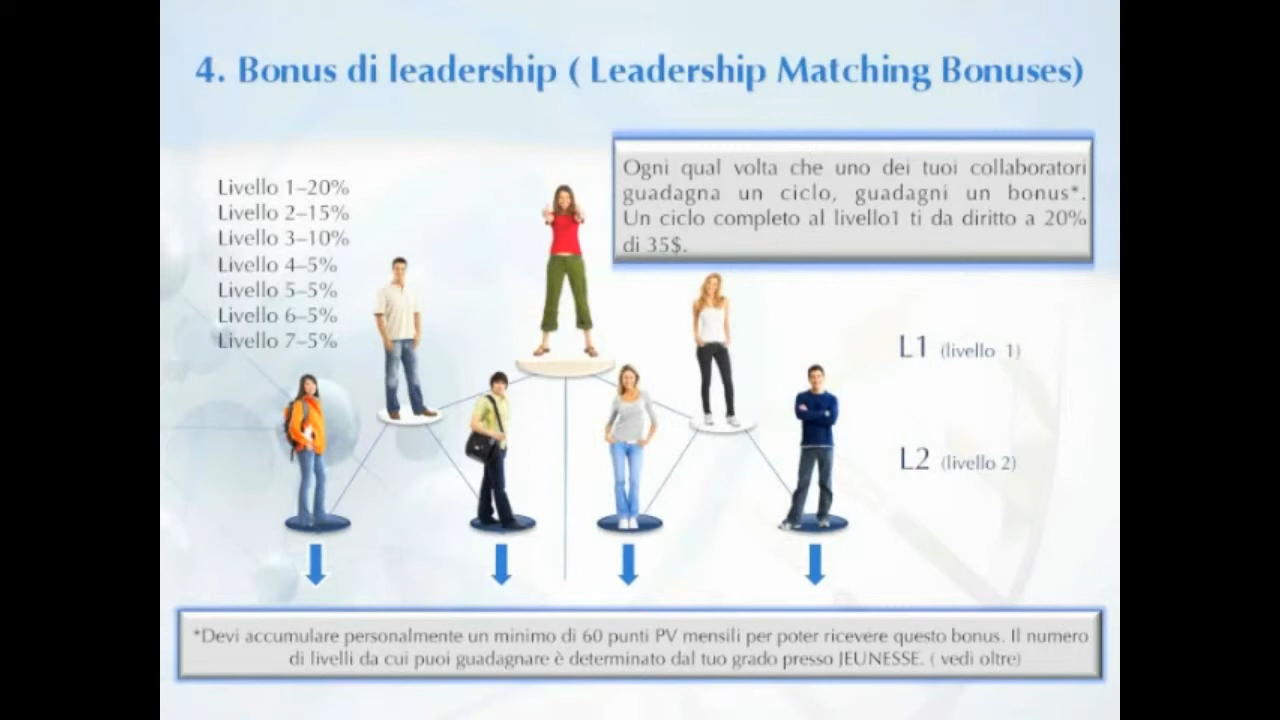 4. Bonus di leadership ( Leadership Matching Bonuses)
Livello 1–20%
Livello 2–15%
Livello 3–10%
Livello 4–5%
Livello 5–5%
Livello 6–5%
Livello 7–5%
Ogni qual volta che uno dei tuoi collaboratori
guadagna un ciclo, guadagni un bonus*.
Un ciclo completo al livello1 ti da diritto a 20%
di 35$.
L1 (livello 1)
L2 (livello 2)
*Devi accumulare personalmente un minimo di 60 punti PV mensili per poter ricevere questo bonus. Il numero
di livelli da cui puoi guadagnare è determinato dal tuo grado presso JEUNESSE. ( vedi oltre)